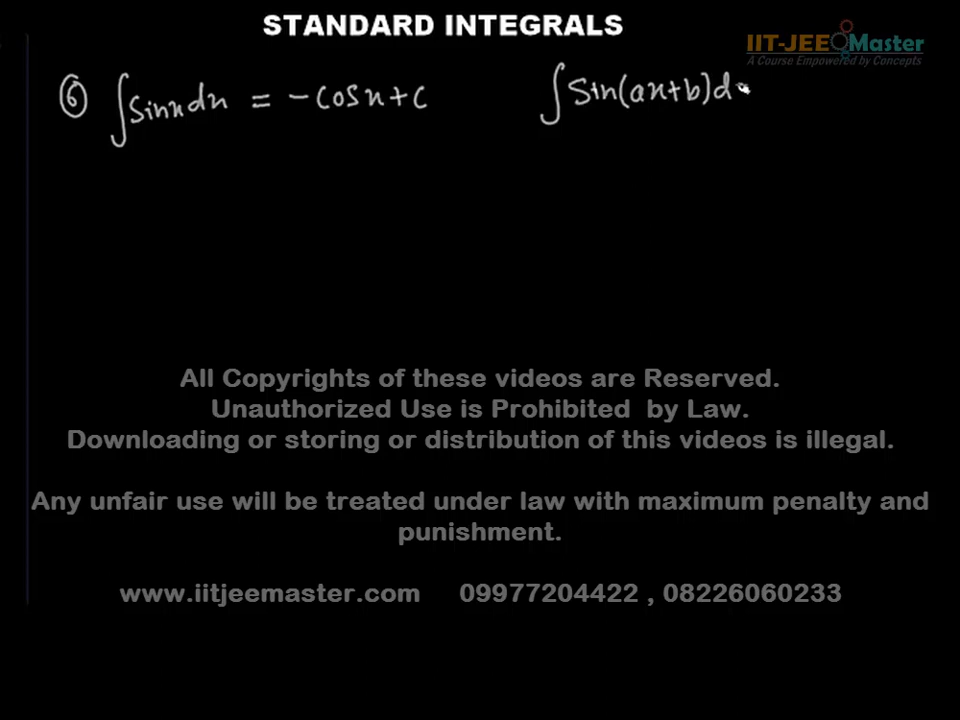 STANDARD INTEGRALS
IIT-JEE Master
A Course Empowered by Concepts
⑥ ∫sinx dx = -cosx + c
∫Sin(ax+b)d
All Copyrights of these videos are Reserved.
Unauthorized Use is Prohibited by Law.
Downloading or storing or distribution of this videos is illegal.
Any unfair use will be treated under law with maximum penalty and
punishment.
www.iitjeemaster.com 09977204422 , 08226060233